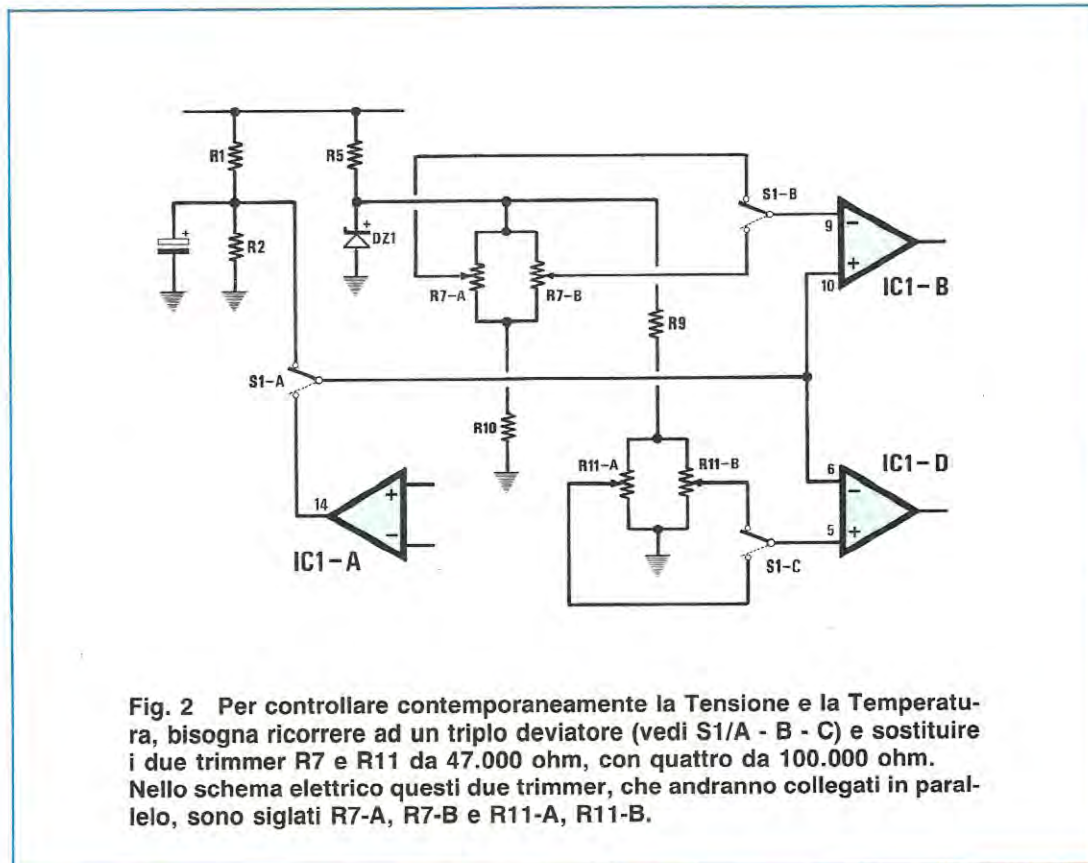 R1
R5
S1-B
+
R2
+
DZ1
9
−
+
10
IC1-B
R7-A
R7-B
R9
S1-A
R10
R11-A
R11-B
6
IC1-D
−
5
+
14
+
−
S1-C
IC1-A
Fig. 2 Per controllare contemporaneamente la Tensione e la Temperatu-
ra, bisogna ricorrere ad un triplo deviatore (vedi S1/A - B - C) e sostituire
i due trimmer R7 e R11 da 47.000 ohm, con quattro da 100.000 ohm.
Nello schema elettrico questi due trimmer, che andranno collegati in paral-
lelo, sono siglati R7-A, R7-B e R11-A, R11-B.